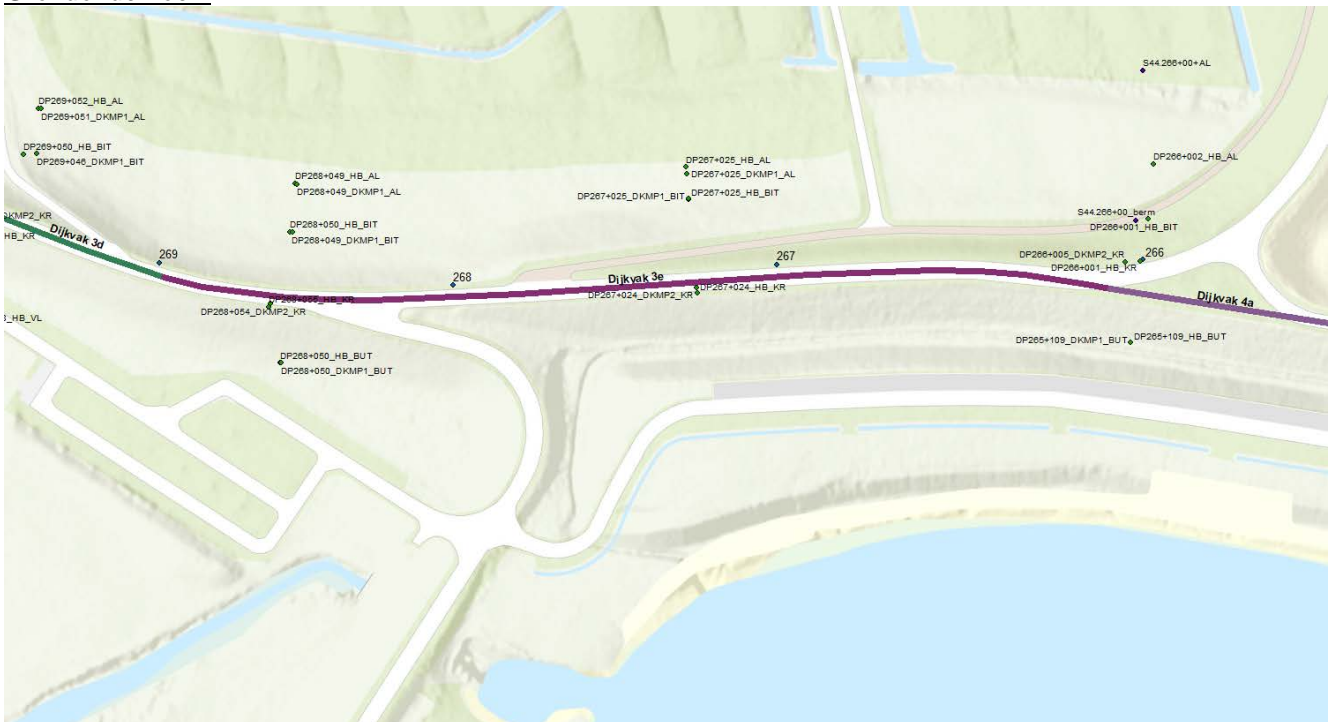 S44.266+00+AL
DP269+052_HB_AL
DP269+051_DKMP1_AL
DP269+050_HB_BIT
DP269+046_DKMP1_BIT
DP267+025_HB_AL
DP267+025_DKMP1_AL
DP266+002_HB_AL
DP268+049_HB_AL
DP268+049_DKMP1_AL
DP267+025_DKMP1_BIT
DP267+025_HB_BIT
DKMP2_KR
HB_KR
Dijkvak 3d
DP268+050_HB_BIT
DP268+049_DKMP1_BIT
S44.266+00_berm
DP266+001_HB_BIT
269
268
267
266
DP266+005_DKMP2_KR
DP266+001_HB_KR
Dijkvak 3e
DP267+024_HB_KR
DP267+024_DKMP2_KR
Dijkvak 4a
DP268+054_DKMP2_KR
_HB_VL
DP265+109_DKMP1_BUT
DP265+109_HB_BUT
DP268+050_HB_BUT
DP268+050_DKMP1_BUT